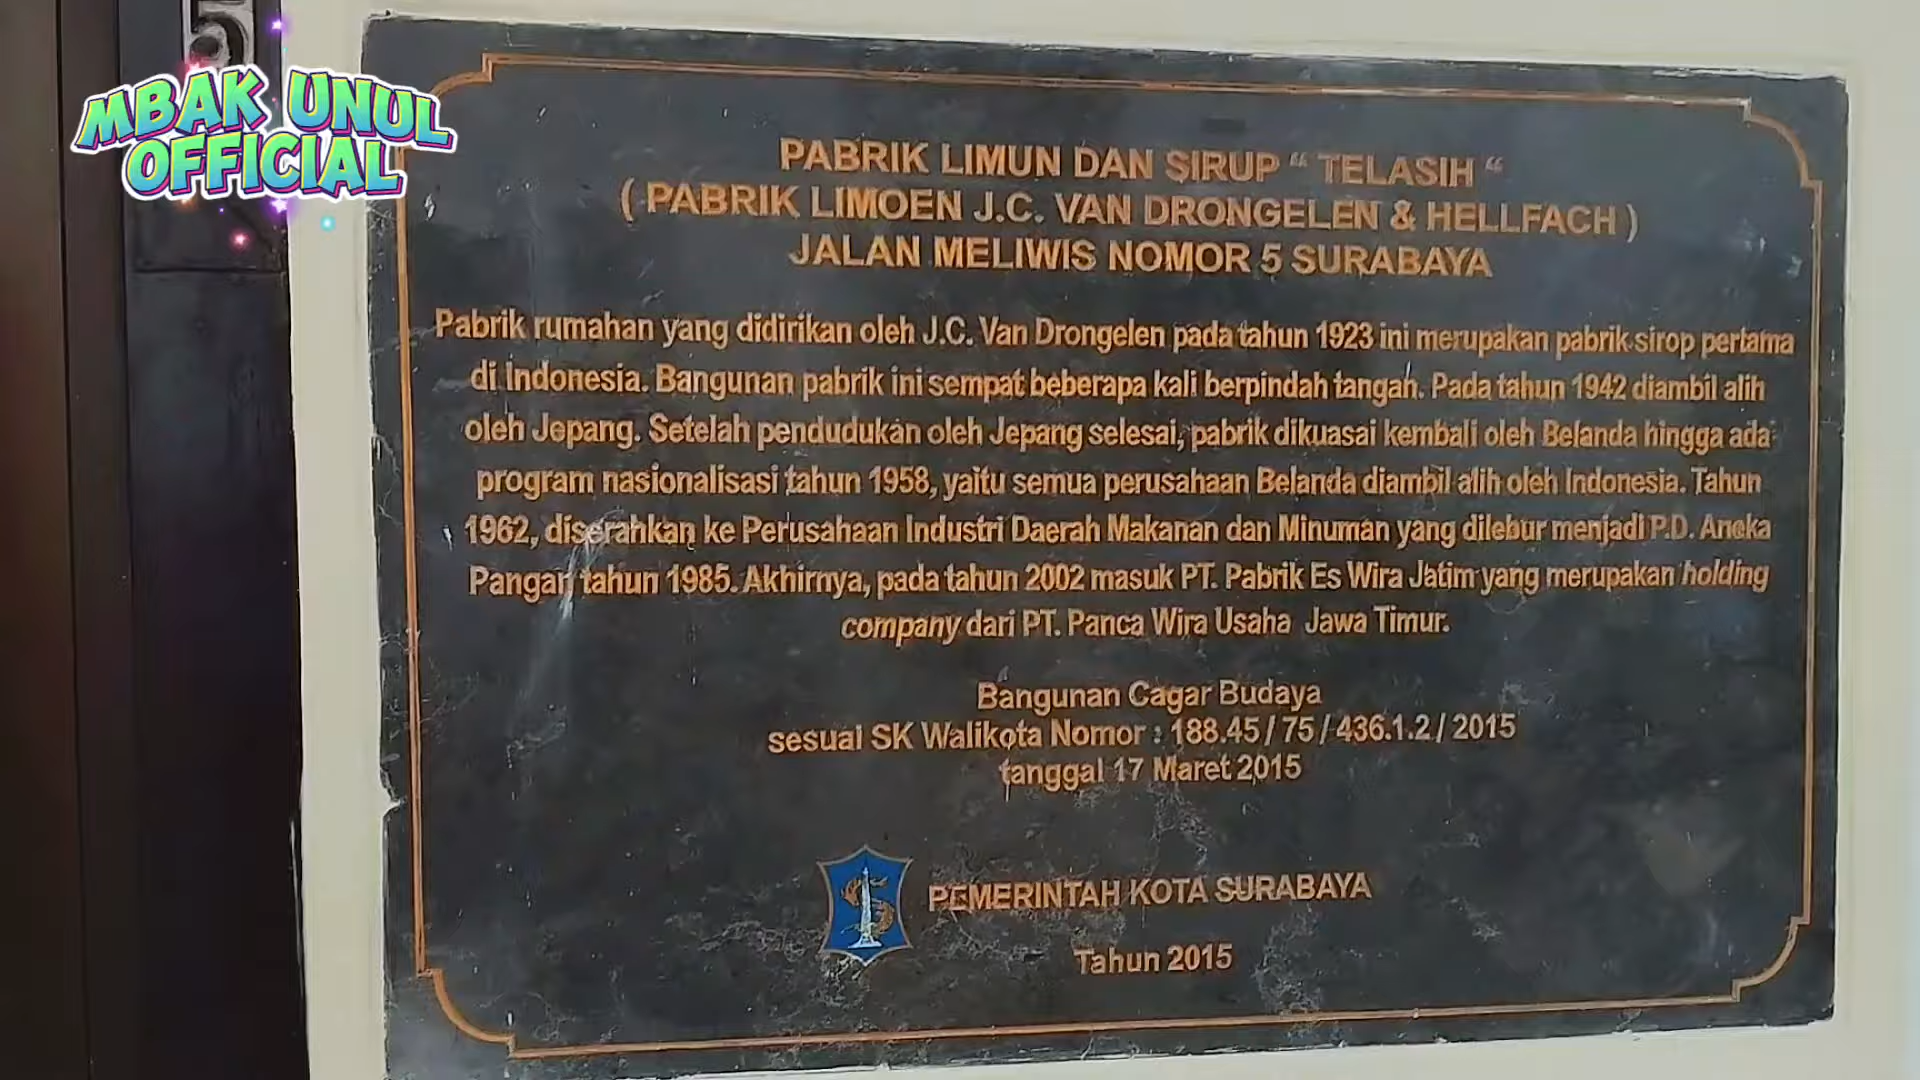 5
MBAK UNUL
OFFICIAL
PABRIK LIMUN DAN SIRUP “ TELASIH “
( PABRIK LIMOEN J.C. VAN DRONGELEN & HELLFACH )
JALAN MELIWIS NOMOR 5 SURABAYA
Pabrik rumahan yang didirikan oleh J.C. Van Drongelen pada tahun 1923 ini merupakan pabrik sirop pertama
di Indonesia. Bangunan pabrik ini sempat beberapa kali berpindah tangan. Pada tahun 1942 diambil alih
oleh Jepang. Setelah pendudukan oleh Jepang selesai, pabrik dikuasai kembali oleh Belanda hingga ada
program nasionalisasi tahun 1958, yaitu semua perusahaan Belanda diambil alih oleh Indonesia. Tahun
1962, diserahkan ke Perusahaan Industri Daerah Makanan dan Minuman yang dilebur menjadi P.D. Aneka
Pangan tahun 1985. Akhirnya, pada tahun 2002 masuk PT. Pabrik Es Wira Jatim yang merupakan holding
company dari PT. Panca Wira Usaha Jawa Timur.
Bangunan Cagar Budaya
sesuai SK Walikota Nomor : 188.45 / 75 / 436.1.2 / 2015
tanggal 17 Maret 2015
PEMERINTAH KOTA SURABAYA
Tahun 2015